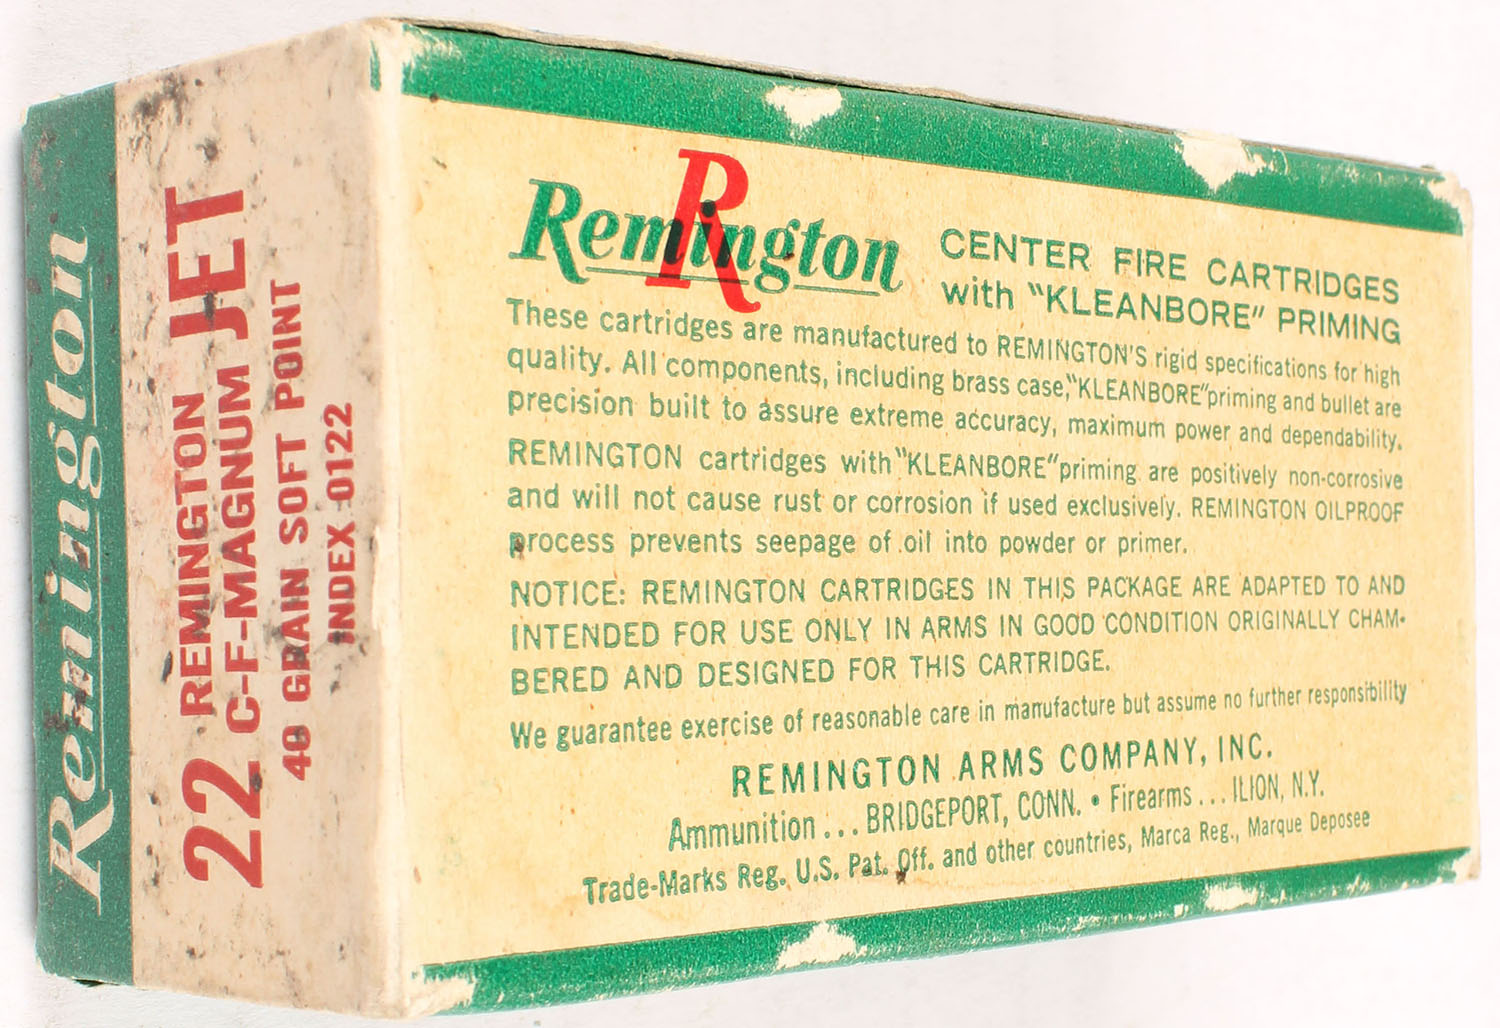 Remington
22 REMINGTON
C-F-MAGNUM JET
40 GRAIN SOFT POINT
INDEX 0122
R
Remington
CENTER FIRE CARTRIDGES
with "KLEANBORE" PRIMING
These cartridges are manufactured to REMINGTON'S rigid specifications for high
quality. All components, including brass case, "KLEANBORE" priming and bullet are
precision built to assure extreme accuracy, maximum power and dependability.
REMINGTON cartridges with "KLEANBORE" priming are positively non-corrosive
and will not cause rust or corrosion if used exclusively. REMINGTON OILPROOF
process prevents seepage of oil into powder or primer.
NOTICE: REMINGTON CARTRIDGES IN THIS PACKAGE ARE ADAPTED TO AND
INTENDED FOR USE ONLY IN ARMS IN GOOD CONDITION ORIGINALLY CHAM-
BERED AND DESIGNED FOR THIS CARTRIDGE.
We guarantee exercise of reasonable care in manufacture but assume no further responsibility
REMINGTON ARMS COMPANY, INC.
Ammunition ... BRIDGEPORT, CONN. • Firearms ... ILION, N.Y.
Trade-Marks Reg. U.S. Pat. Off. and other countries, Marca Reg., Marque Deposee